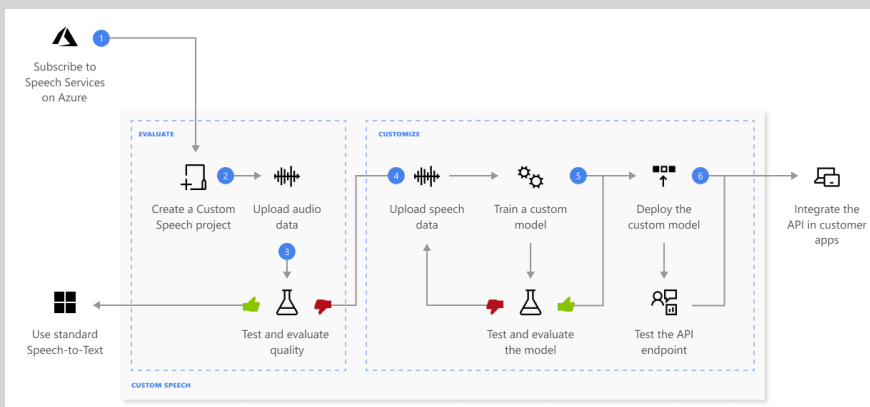 1
Subscribe to
Speech Services
on Azure
EVALUATE
CUSTOMIZE
2
4
5
6
Create a Custom
Speech project
Upload audio
data
Upload speech
data
Train a custom
model
Deploy the
custom model
Integrate the
API in customer
apps
3
Use standard
Speech-to-Text
Test and evaluate
quality
Test and evaluate
the model
Test the API
endpoint
CUSTOM SPEECH